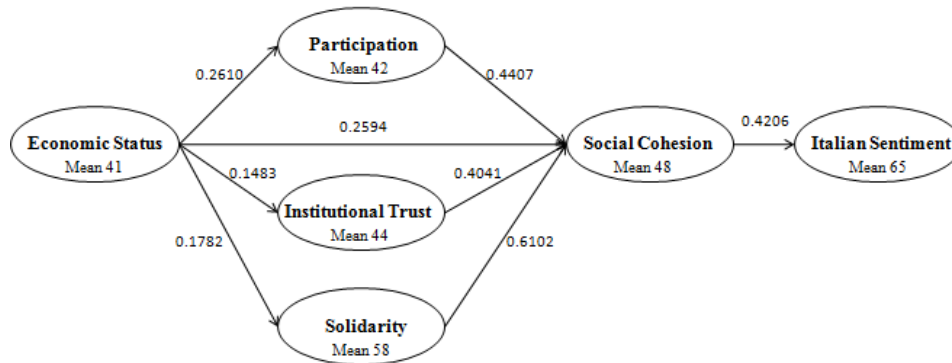 Participation
Mean 42
0.2610
0.4407
Economic Status
Mean 41
0.2594
Social Cohesion
Mean 48
0.4206
Italian Sentiment
Mean 65
0.1483
0.4041
Institutional Trust
Mean 44
0.1782
0.6102
Solidarity
Mean 58